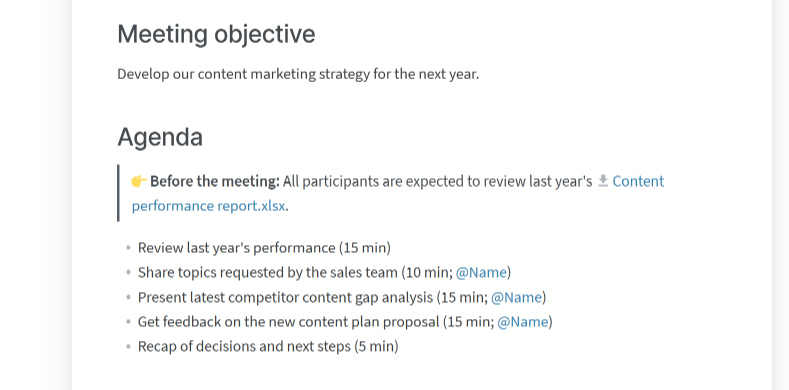 Meeting objective
Develop our content marketing strategy for the next year.
Agenda
👉 Before the meeting: All participants are expected to review last year's Content
performance report.xlsx.
• Review last year's performance (15 min)
• Share topics requested by the sales team (10 min; @Name)
• Present latest competitor content gap analysis (15 min; @Name)
• Get feedback on the new content plan proposal (15 min; @Name)
• Recap of decisions and next steps (5 min)